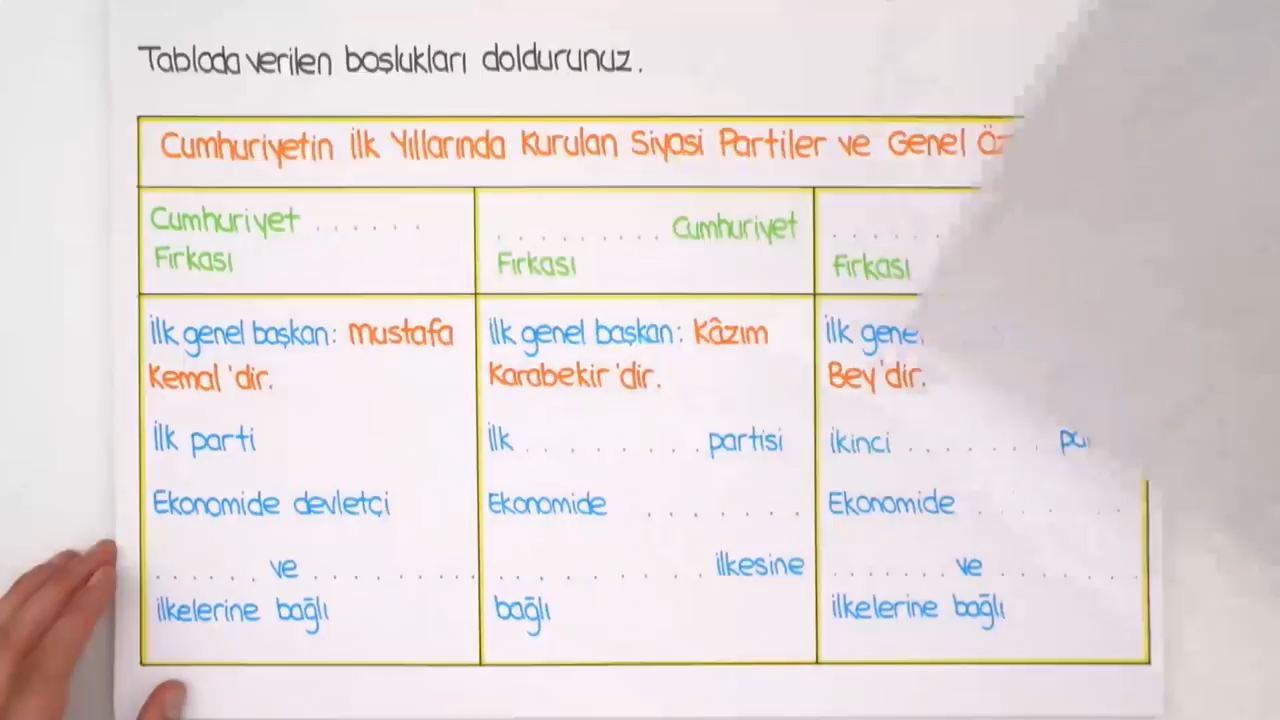 Tabloda verilen boşlukları doldurunuz.
Cumhuriyetin İlk Yıllarında Kurulan Siyasi Partiler ve Genel
Cumhuriyet ......
Fırkası
......... Cumhuriyet
Fırkası
......
Fırkası
İlk genel başkan: Mustafa
Kemal'dir.
İlk parti
Ekonomide devletçi
...... ve .........
ilkelerine bağlı
İlk genel başkan: Kâzım
Karabekir'dir.
İlk ......... partisi
Ekonomide .......
......... ilkesine
bağlı
İlk
Bey'dir.
İkinci .......
Ekonomide .......
....... ve .......
ilkelerine bağlı